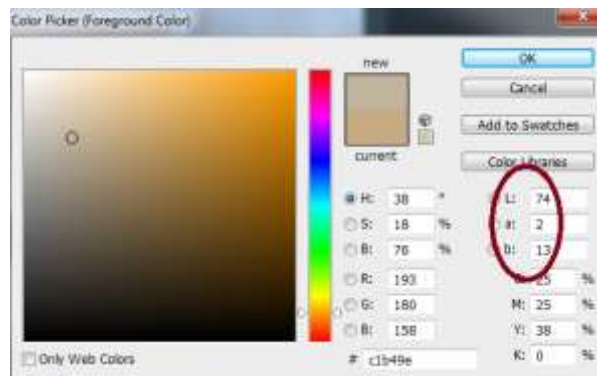 Color Picker (Foreground Color)
new
current
OK
Cancel
Add to Swatches
Color Libraries
H: 38 °
S: 18 %
B: 76 %
R: 193
G: 180
B: 158
# c1b49e
L: 74
a: 2
b: 13
C: 25 %
M: 25 %
Y: 38 %
K: 0 %
Only Web Colors